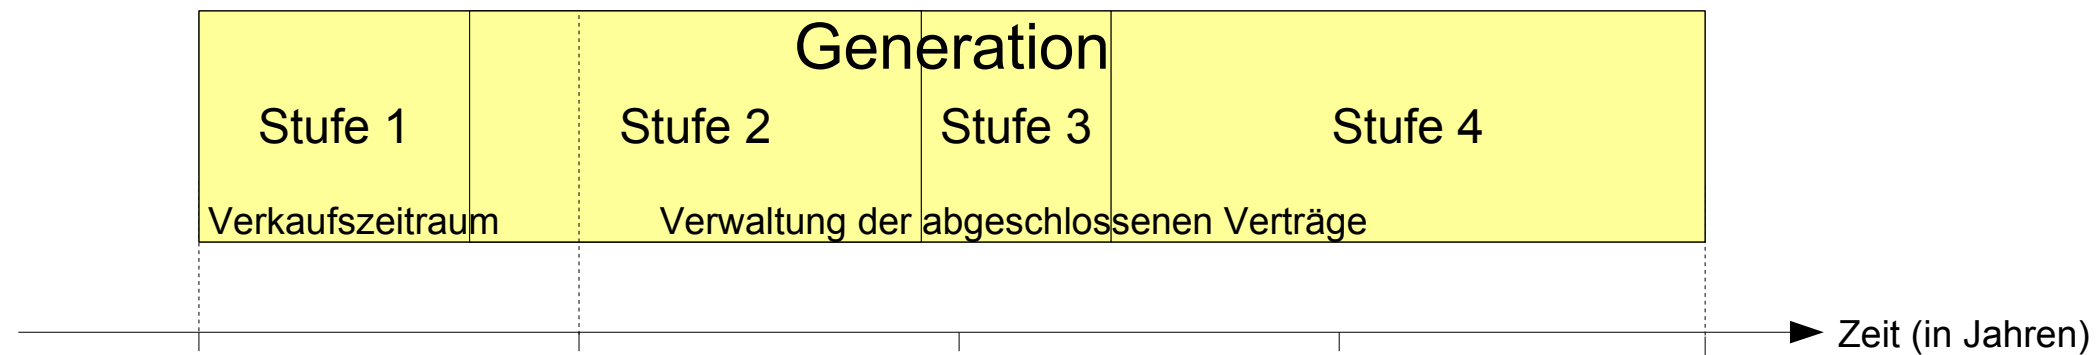 Generation
Stufe 1 Stufe 2 Stufe 3 Stufe 4
Verkaufszeitraum Verwaltung der abgeschlossenen Verträge
Zeit (in Jahren)